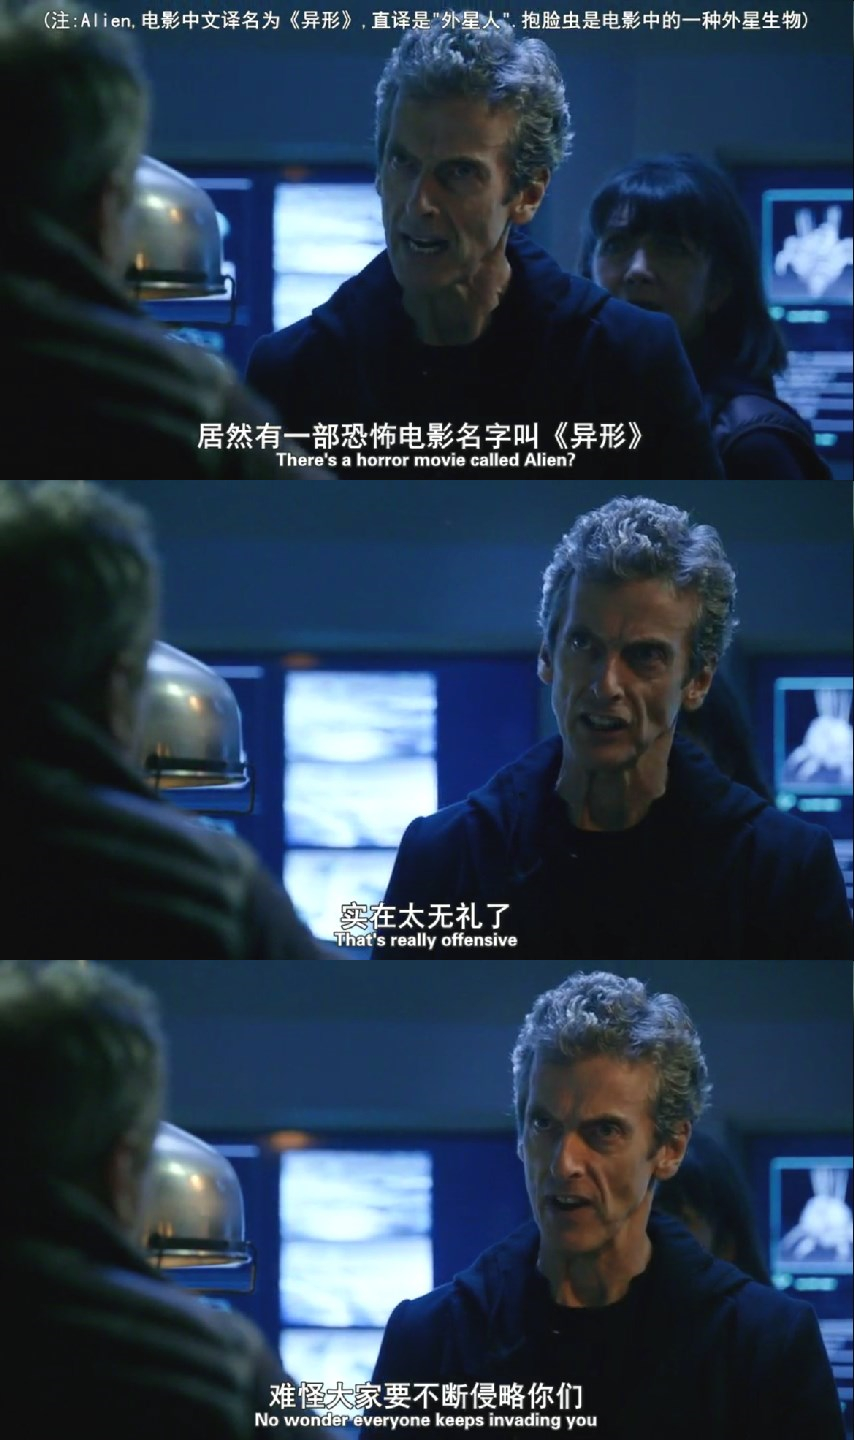 (注:Alien,电影中文译名为《异形》,直译是"外星人".抱脸虫是电影中的一种外星生物)
居然有一部恐怖电影名字叫《异形》
There's a horror movie called Alien?
实在太无礼了
That's really offensive
难怪大家要不断侵略你们
No wonder everyone keeps invading you